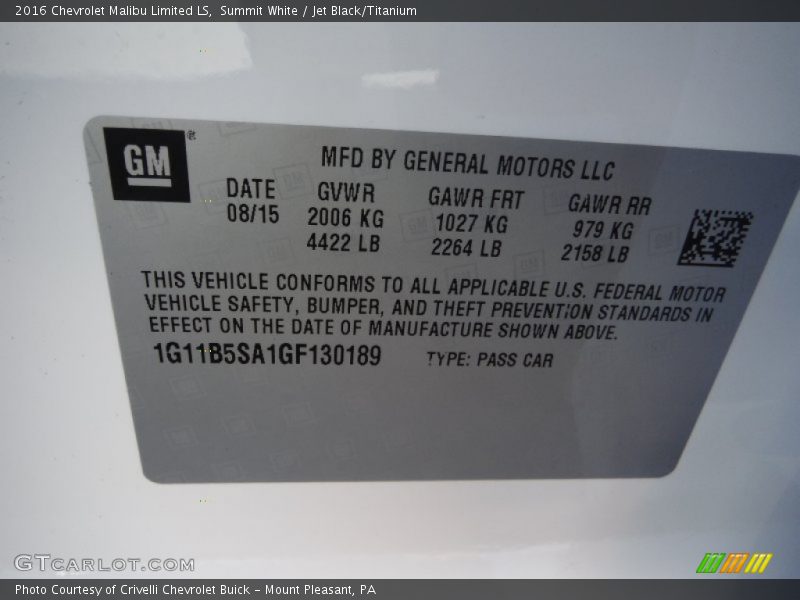 2016 Chevrolet Malibu Limited LS, Summit White / Jet Black/Titanium
GM®
MFD BY GENERAL MOTORS LLC
DATE GVWR GAWR FRT GAWR RR
08/15 2006 KG 1027 KG 979 KG
4422 LB 2264 LB 2158 LB
THIS VEHICLE CONFORMS TO ALL APPLICABLE U.S. FEDERAL MOTOR
VEHICLE SAFETY, BUMPER, AND THEFT PREVENTION STANDARDS IN
EFFECT ON THE DATE OF MANUFACTURE SHOWN ABOVE.
1G11B5SA1GF130189 TYPE: PASS CAR
GTCARLOT.COM
Photo Courtesy of Crivelli Chevrolet Buick - Mount Pleasant, PA